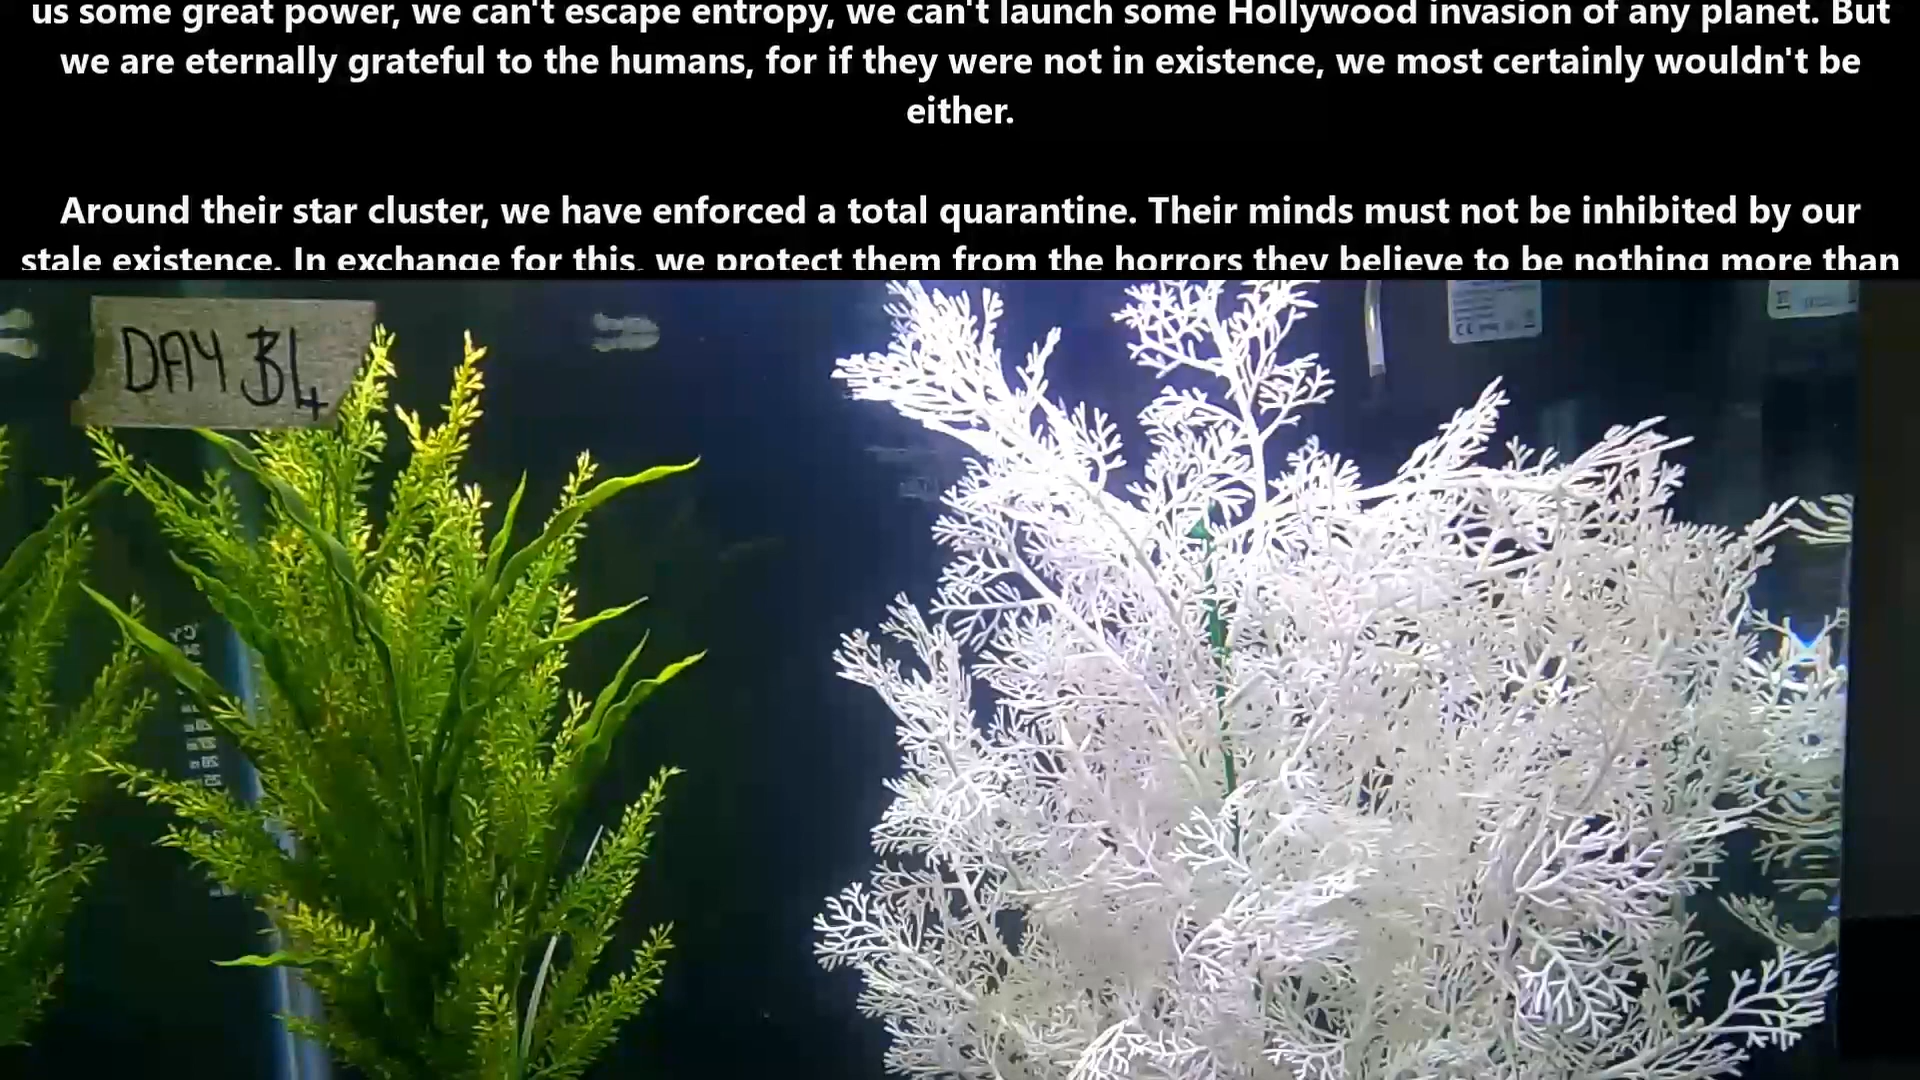 us some great power, we can't escape entropy, we can't launch some Hollywood invasion of any planet. But
we are eternally grateful to the humans, for if they were not in existence, we most certainly wouldn't be
either.
Around their star cluster, we have enforced a total quarantine. Their minds must not be inhibited by our
stale existence. In exchange for this, we protect them from the horrors they believe to be nothing more than
DAY